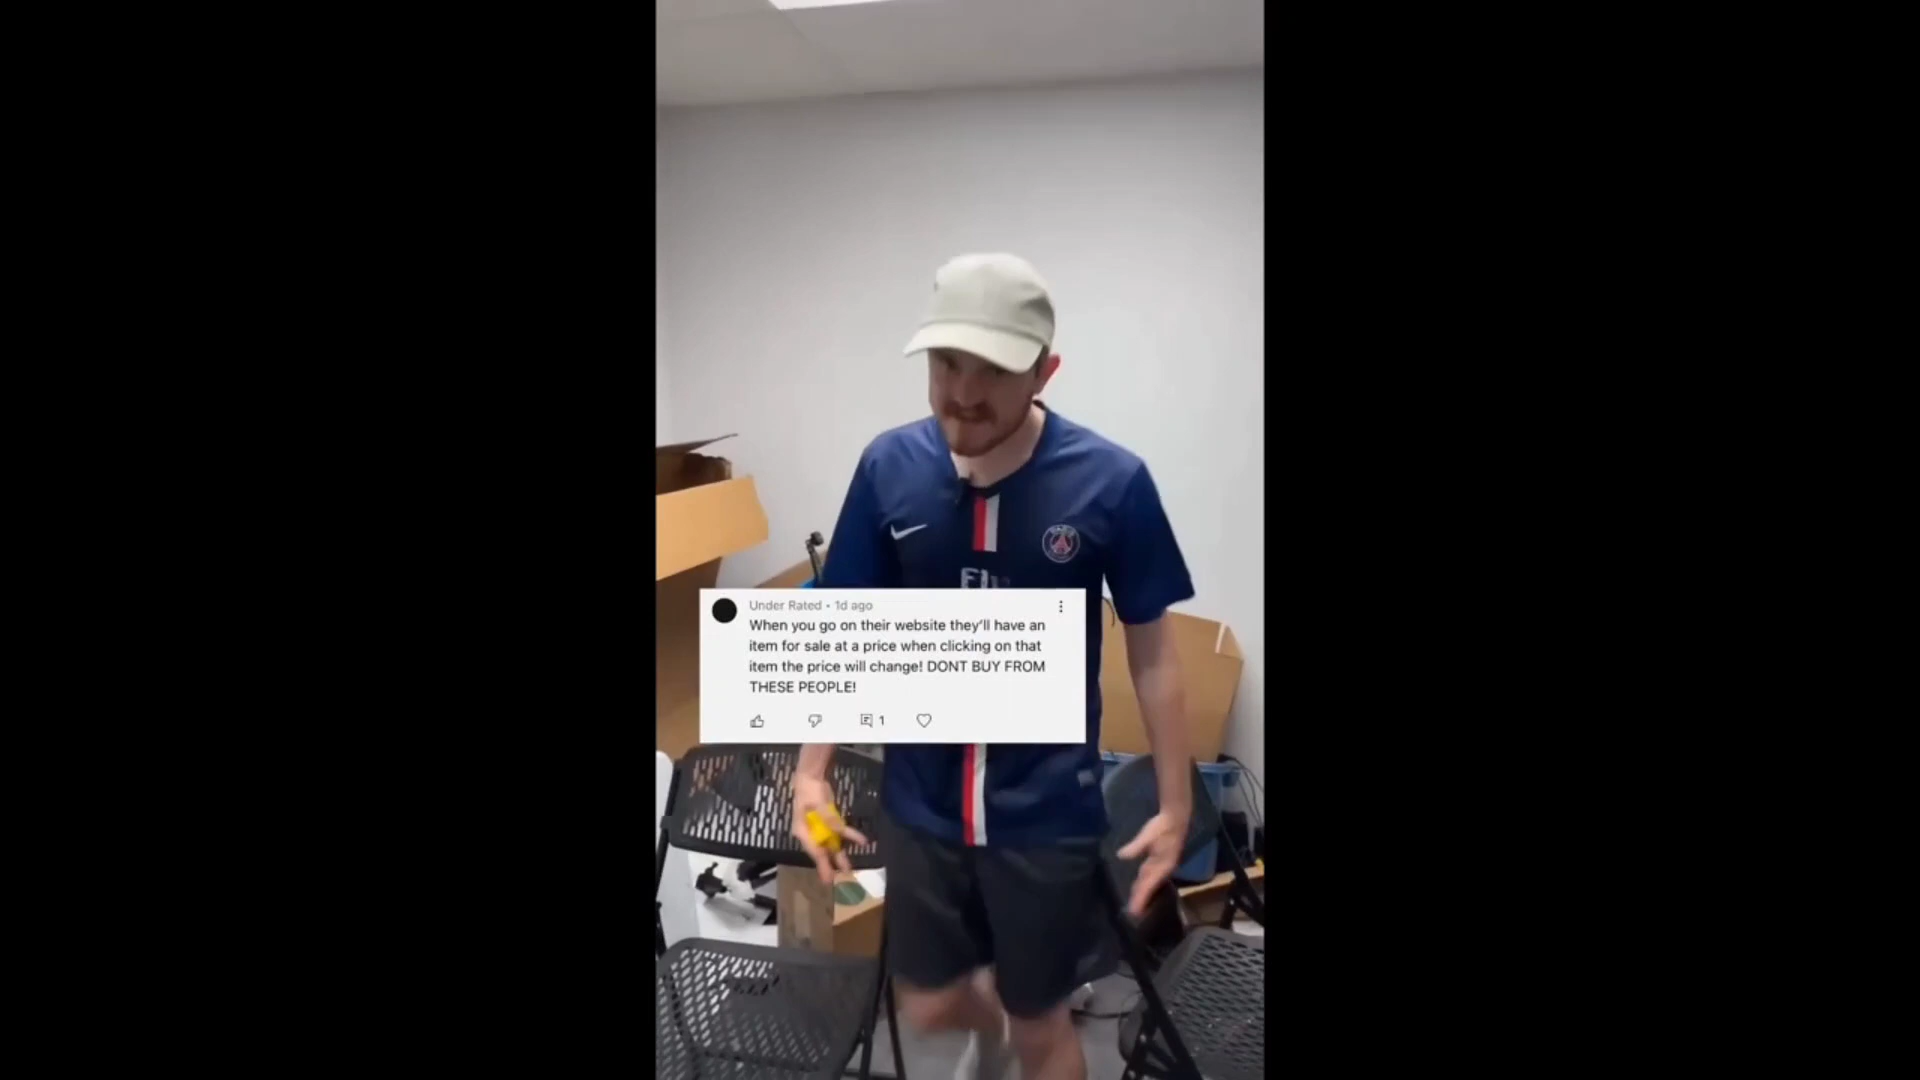 Under Rated • 1d ago
When you go on their website they'll have an
item for sale at a price when clicking on that
item the price will change! DONT BUY FROM
THESE PEOPLE!
1